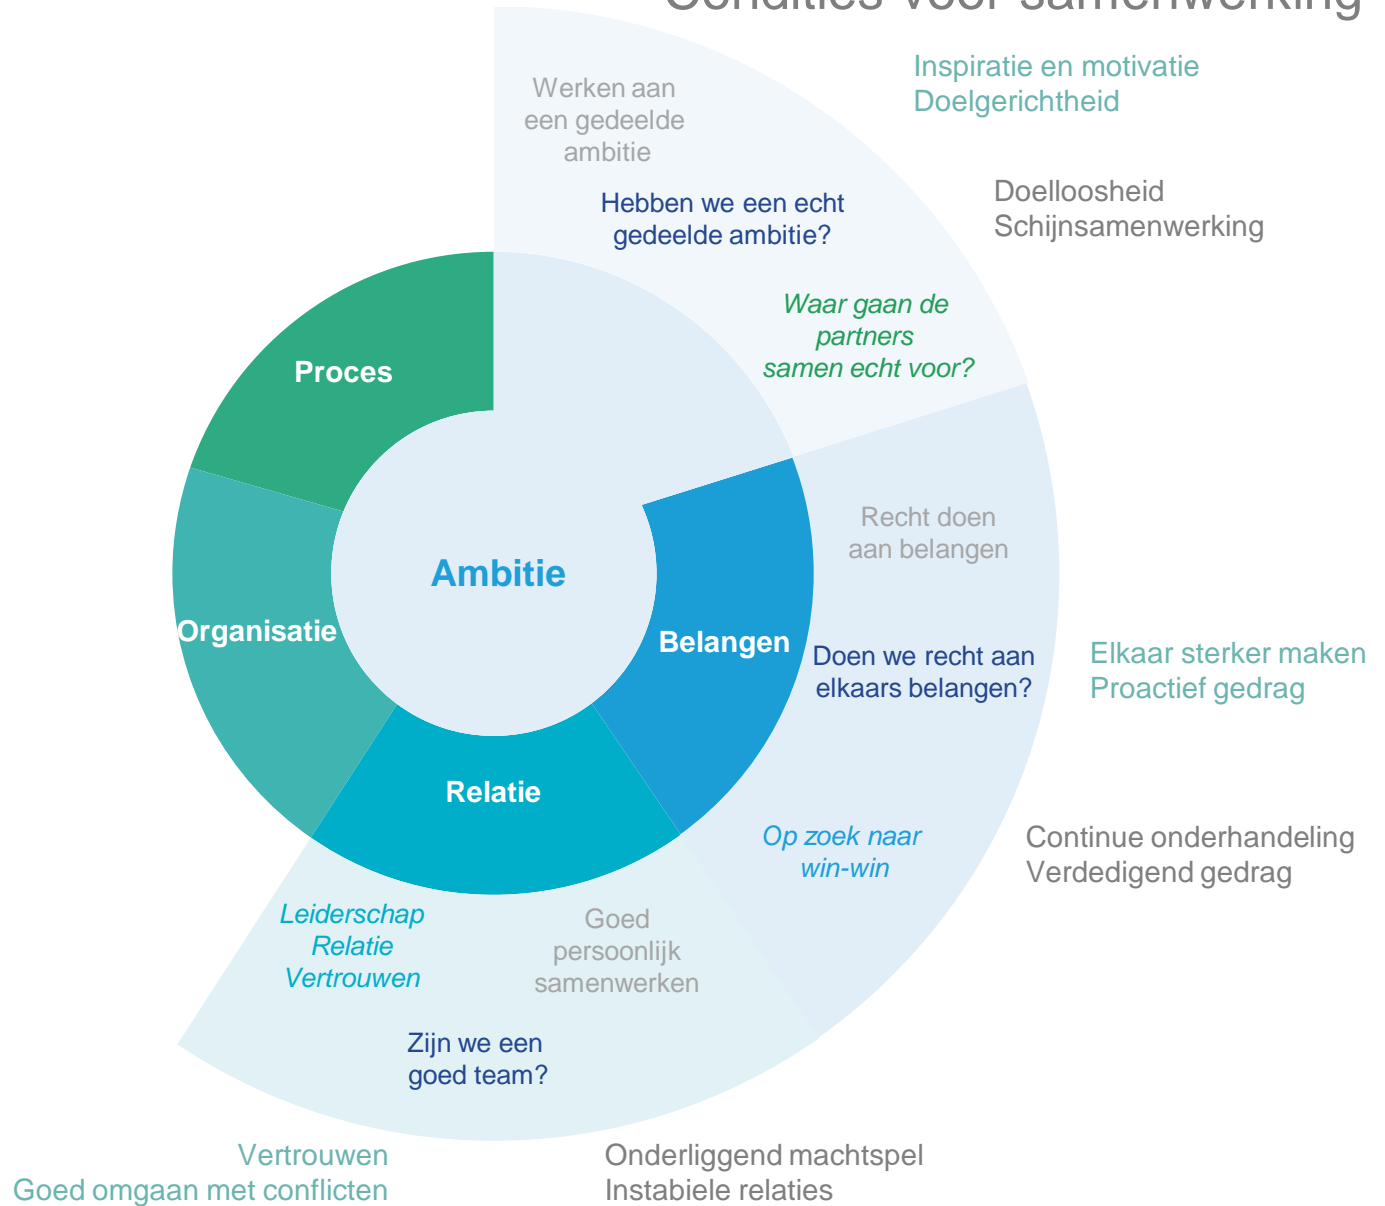 Condities voor samenwerking
Inspiratie en motivatie
Doelgerichtheid
Werken aan
een gedeelde
ambitie
Doelloosheid
Schijnsamenwerking
Hebben we een echt
gedeelde ambitie?
Waar gaan de
partners
samen echt voor?
Proces
Recht doen
aan belangen
Ambitie
Organisatie
Belangen
Doen we recht aan
elkaars belangen?
Elkaar sterker maken
Proactief gedrag
Relatie
Op zoek naar
win-win
Continue onderhandeling
Verdedigend gedrag
Leiderschap
Relatie
Vertrouwen
Goed
persoonlijk
samenwerken
Zijn we een
goed team?
Vertrouwen
Goed omgaan met conflicten
Onderliggend machtspel
Instabiele relaties